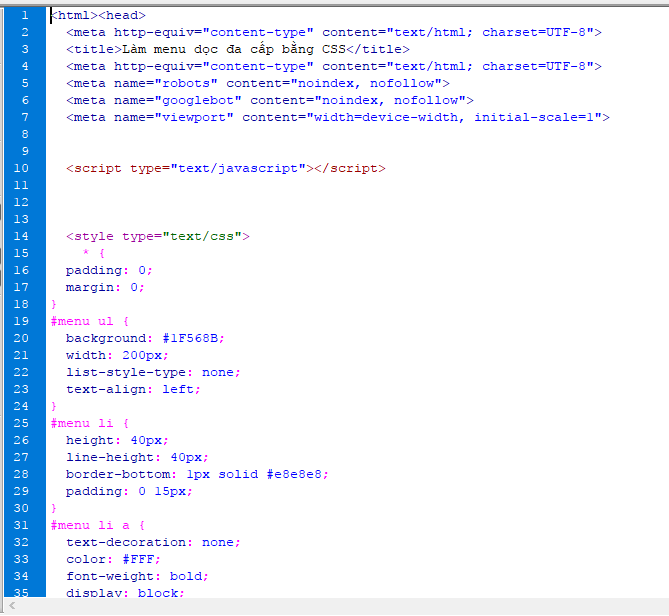 1 <html><head>
2 <meta http-equiv="content-type" content="text/html; charset=UTF-8">
3 <title>Làm menu dọc đa cấp bằng CSS</title>
4 <meta http-equiv="content-type" content="text/html; charset=UTF-8">
5 <meta name="robots" content="noindex, nofollow">
6 <meta name="googlebot" content="noindex, nofollow">
7 <meta name="viewport" content="width=device-width, initial-scale=1">
8
9
10 <script type="text/javascript"></script>
11
12
13
14 <style type="text/css">
15 * {
16 padding: 0;
17 margin: 0;
18 }
19 #menu ul {
20 background: #1F568B;
21 width: 200px;
22 list-style-type: none;
23 text-align: left;
24 }
25 #menu li {
26 height: 40px;
27 line-height: 40px;
28 border-bottom: 1px solid #e8e8e8;
29 padding: 0 15px;
30 }
31 #menu li a {
32 text-decoration: none;
33 color: #FFF;
34 font-weight: bold;
35 display: block;